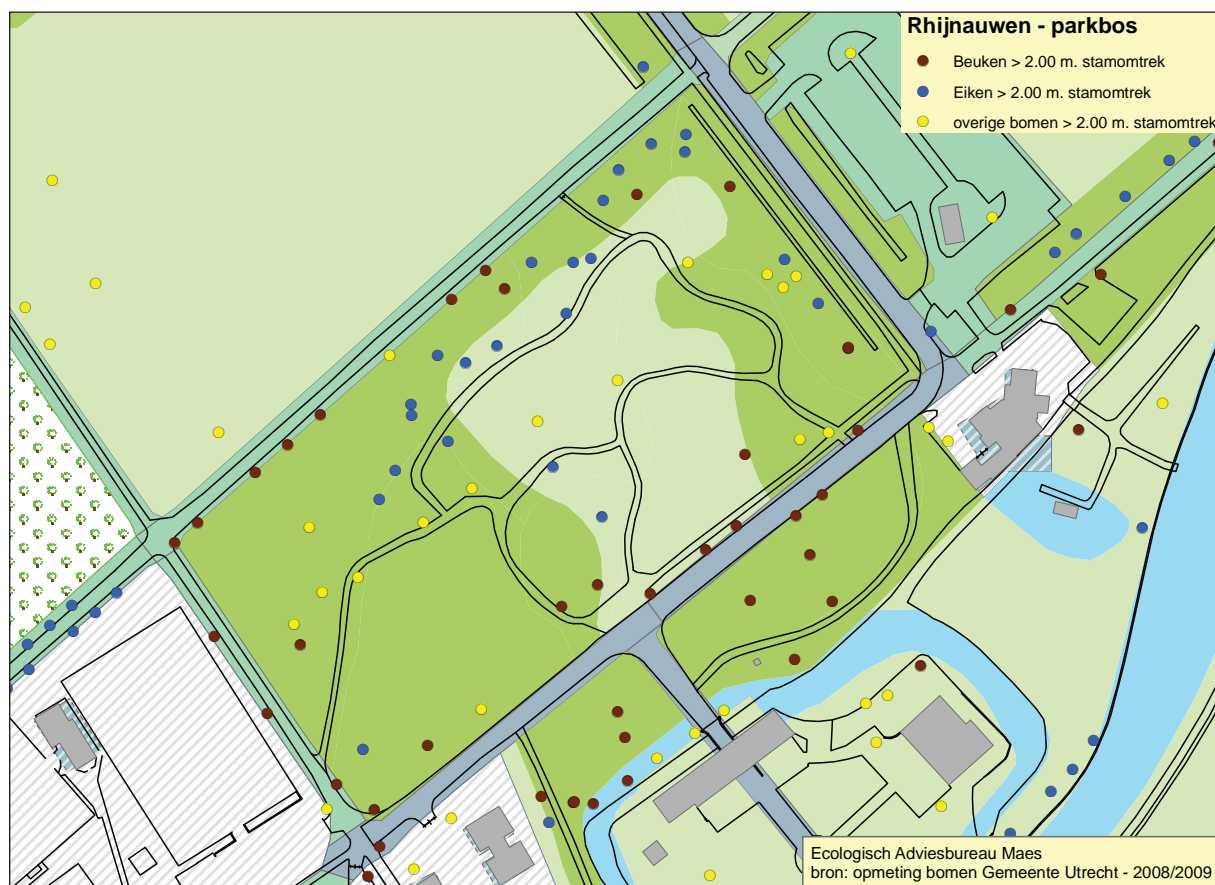 Rhijnauwen - parkbos
Beuken > 2.00 m. stamomtrek
Eiken > 2.00 m. stamomtrek
overige bomen > 2.00 m. stamomtrek
Ecologisch Adviesbureau Maes
bron: opmeting bomen Gemeente Utrecht - 2008/2009